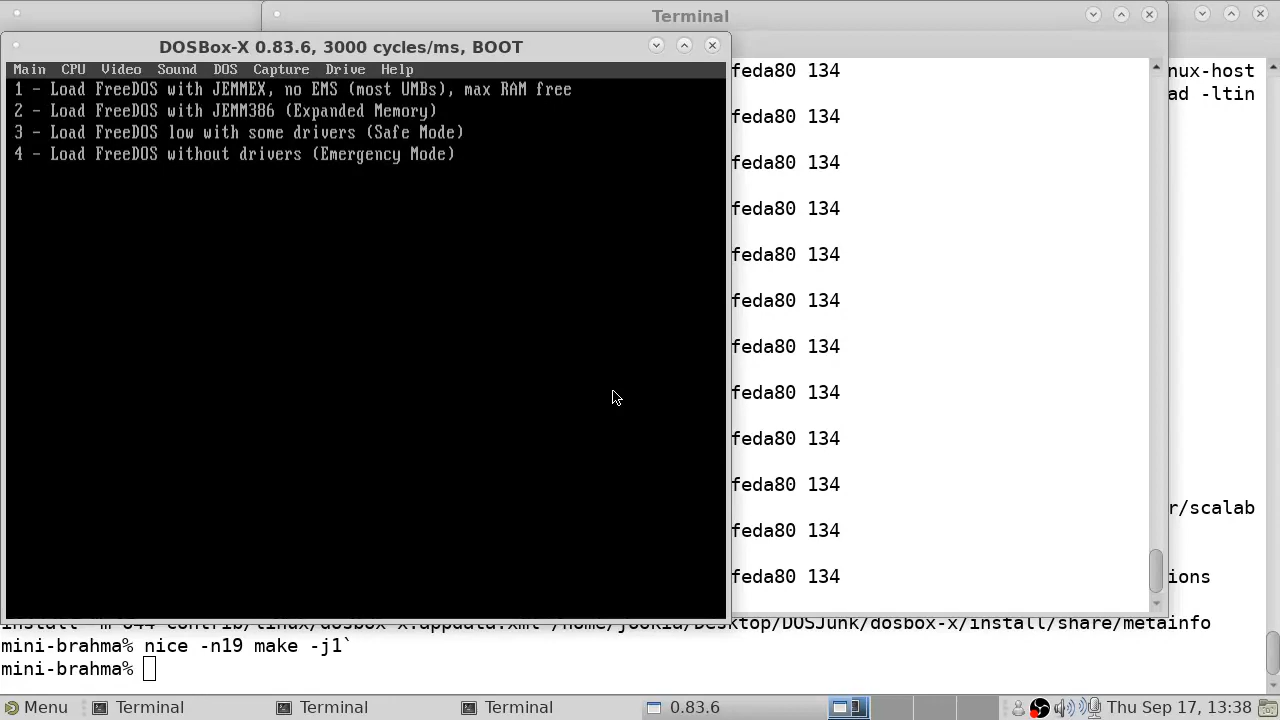 Terminal
DOSBox-X 0.83.6, 3000 cycles/ms, BOOT
Main CPU Video Sound DOS Capture Drive Help
1 - Load FreeDOS with JEMMEX, no EMS (most UMBs), max RAM free
2 - Load FreeDOS with JEMM386 (Expanded Memory)
3 - Load FreeDOS low with some drivers (Safe Mode)
4 - Load FreeDOS without drivers (Emergency Mode)
feda80 134
feda80 134
feda80 134
feda80 134
feda80 134
feda80 134
feda80 134
feda80 134
feda80 134
feda80 134
feda80 134
feda80 134
nux-host
ad -ltin
r/scalab
ions
install -m 644 contrib/linux/dosbox-x.appdata.xml /home/jookia/Desktop/DOSJunk/dosbox-x/install/share/metainfo
mini-brahma% nice -n19 make -j1`
mini-brahma%
Menu Terminal Terminal Terminal 0.83.6 Thu Sep 17, 13:38